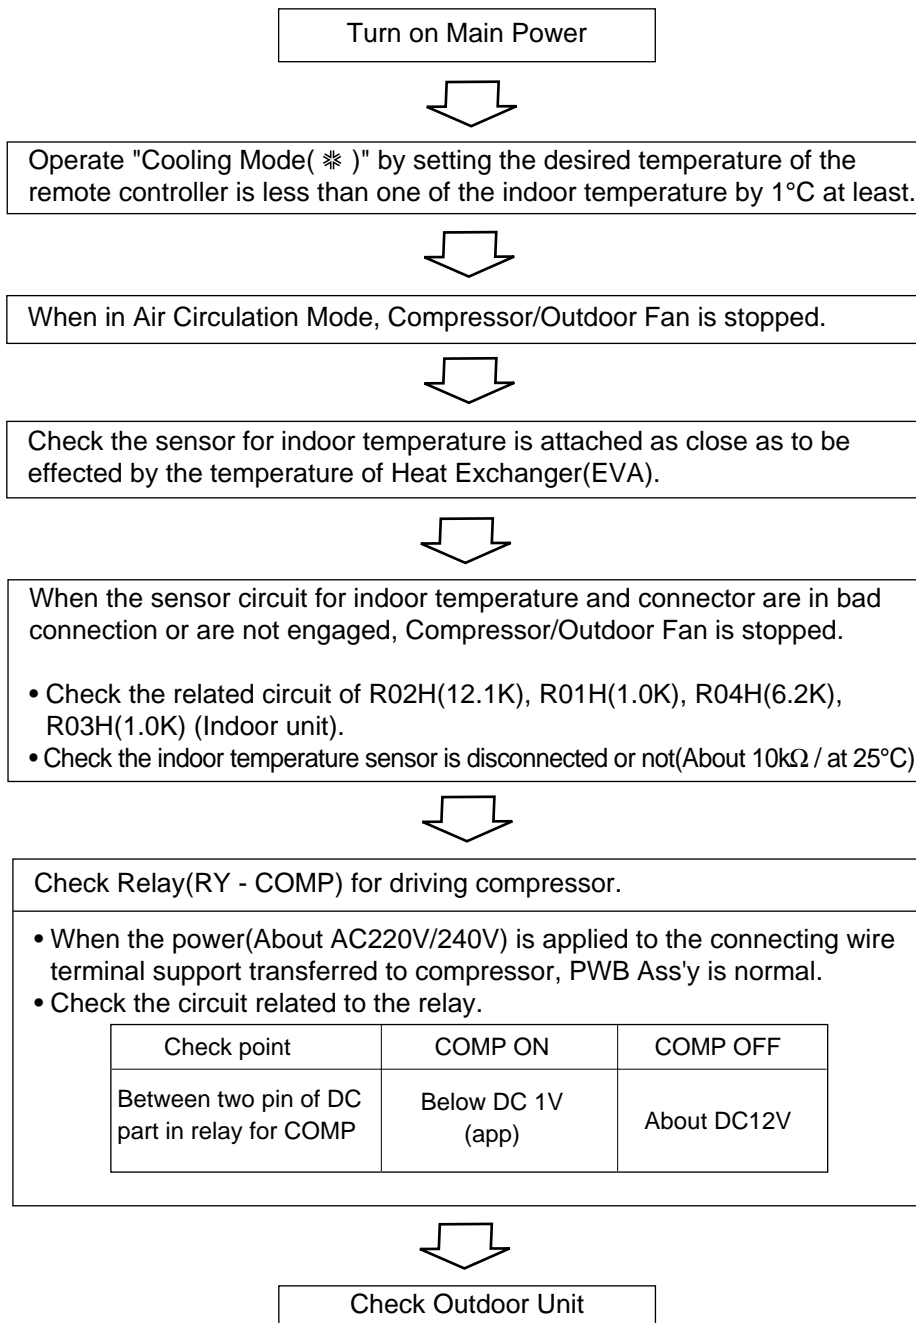 Turn on Main Power
Operate "Cooling Mode( ❋ )" by setting the desired temperature of the
remote controller is less than one of the indoor temperature by 1°C at least.
When in Air Circulation Mode, Compressor/Outdoor Fan is stopped.
Check the sensor for indoor temperature is attached as close as to be
effected by the temperature of Heat Exchanger(EVA).
When the sensor circuit for indoor temperature and connector are in bad
connection or are not engaged, Compressor/Outdoor Fan is stopped.
• Check the related circuit of R02H(12.1K), R01H(1.0K), R04H(6.2K),
R03H(1.0K) (Indoor unit).
• Check the indoor temperature sensor is disconnected or not(About 10kΩ / at 25°C)
Check Relay(RY - COMP) for driving compressor.
• When the power(About AC220V/240V) is applied to the connecting wire
terminal support transferred to compressor, PWB Ass'y is normal.
• Check the circuit related to the relay.
Check point COMP ON COMP OFF
Between two pin of DC
part in relay for COMP
Below DC 1V
(app)
About DC12V
Check Outdoor Unit